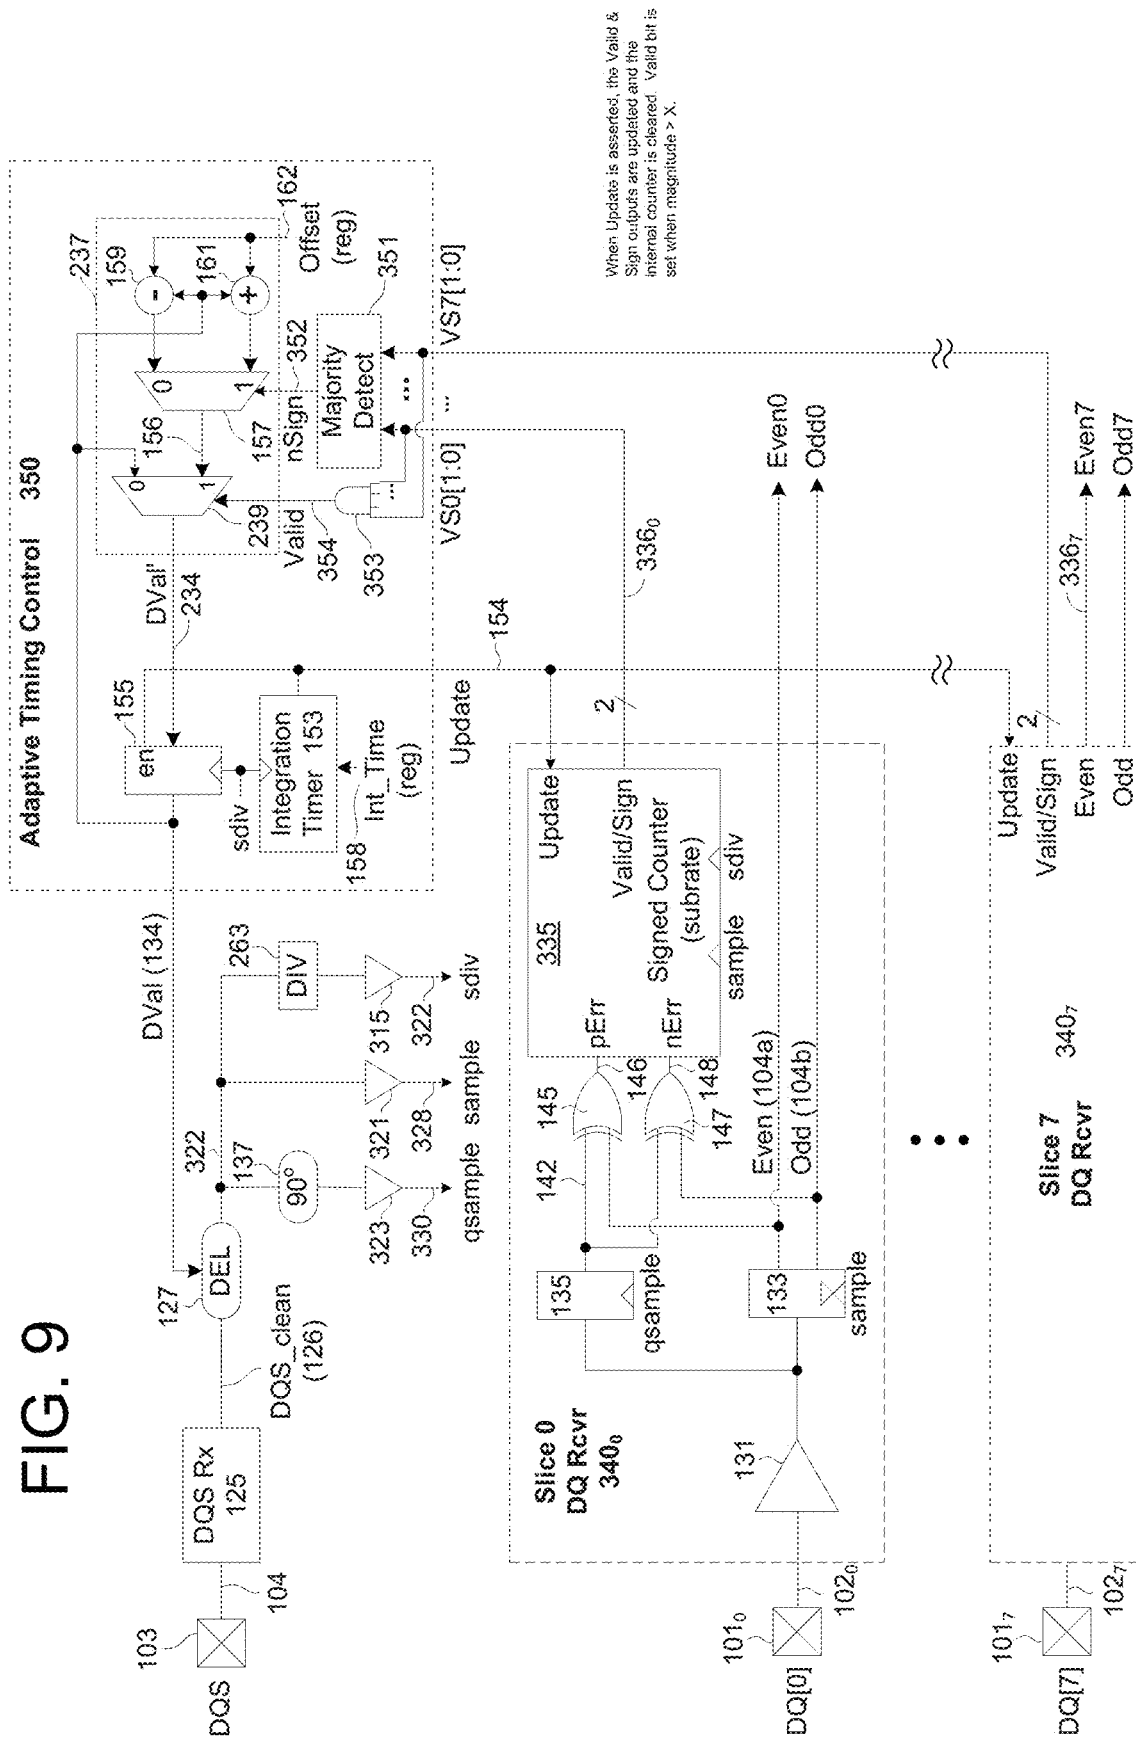 FIG. 9
Adaptive Timing Control 350
237
159
-
161
+
162
Offset
(reg)
0
1
157
156
0
1
239
nSign 352
Majority
Detect
351
Valid
354
353
...
...
...
VS0[1:0]
VS7[1:0]
DVal'
234
155
en
sdiv
Integration
Timer 153
158
Int_Time
(reg)
Update
154
DVal (134)
DQS
103
104
DQS Rx
125
DQS_clean
(126)
127
DEL
322
137
90°
263
DIV
323
330
qsample
321
328
sample
315
322
sdiv
Slice 0
DQ Rcvr
340₀
DQ[0]
101₀
102₀
131
135
qsample
133
sample
142
145
146
147
148
pErr
nErr
335
Update
Valid/Sign
Signed Counter
(subrate)
sample
sdiv
Even (104a)
Odd (104b)
2
336₀
Even0
Odd0
Slice 7
DQ Rcvr
340₇
DQ[7]
101₇
102₇
Update
Valid/Sign
Even
Odd
2
336₇
Even7
Odd7
When Update is asserted, the Valid &
Sign outputs are updated and the
internal counter is cleared. Valid bit is
set when magnitude > X.